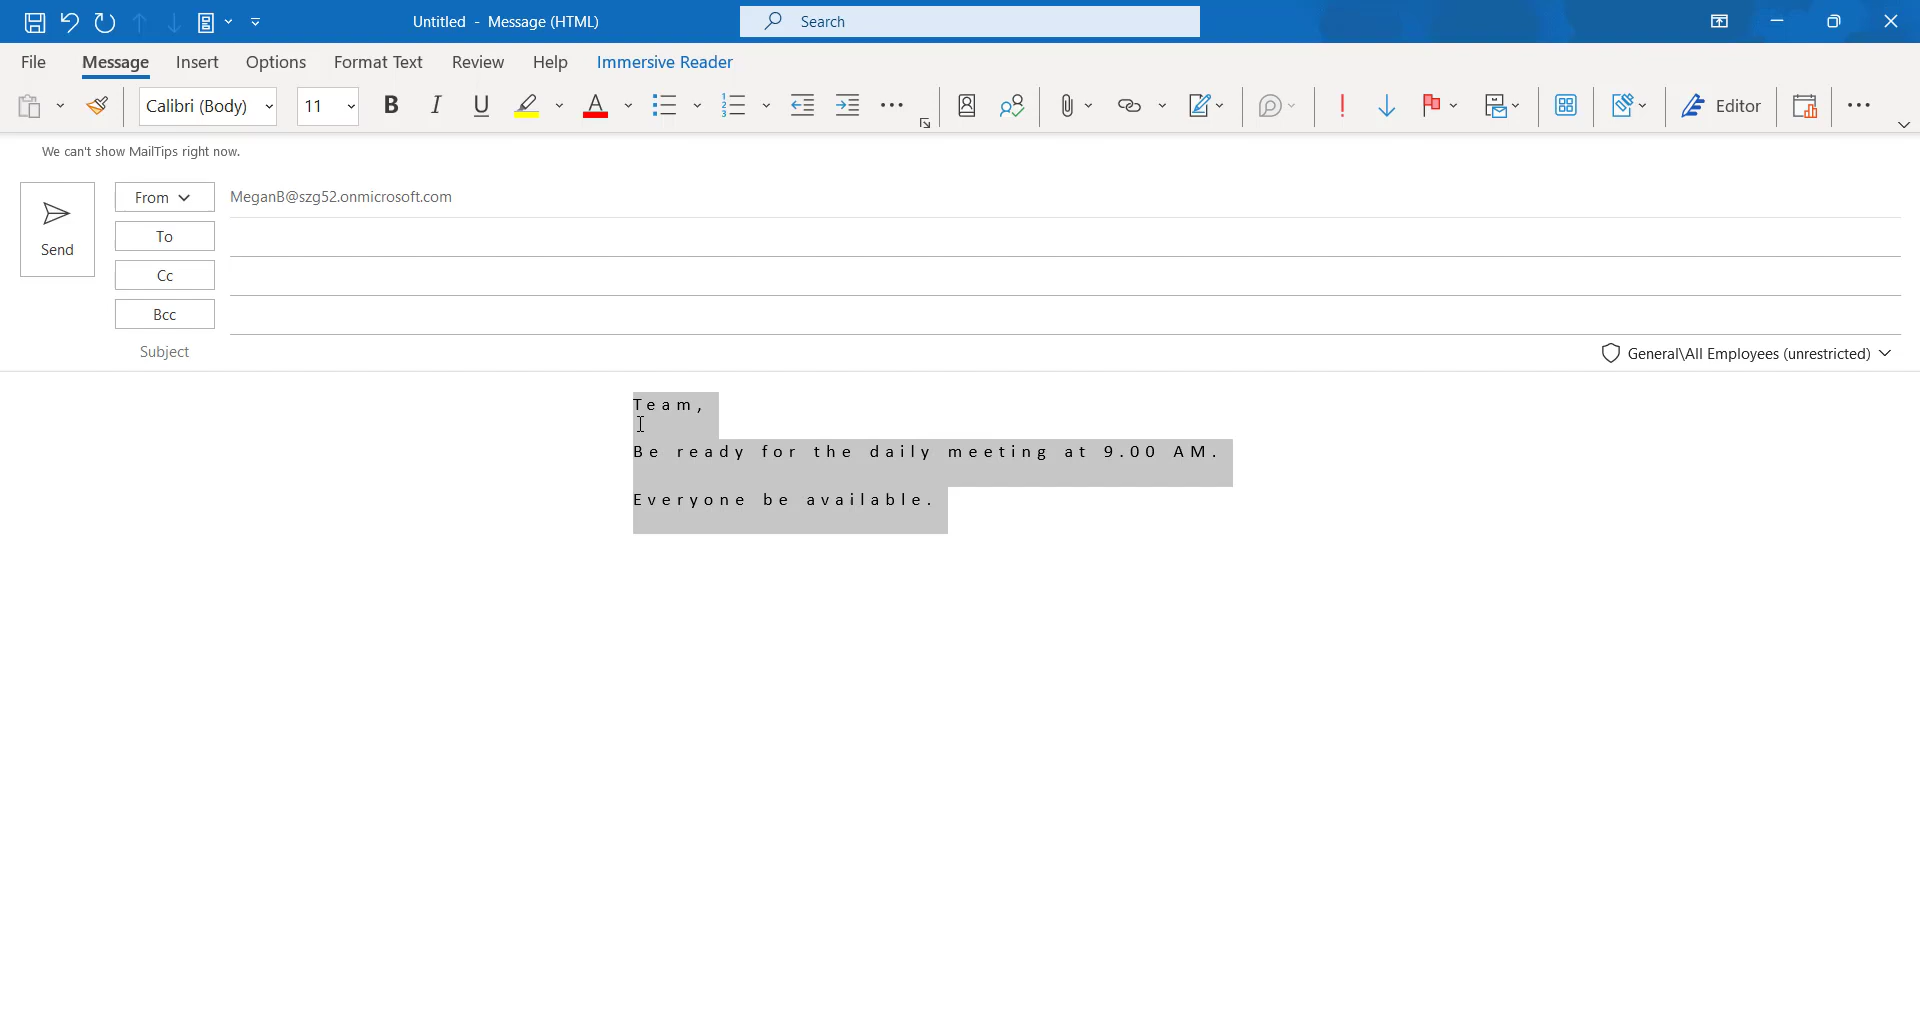 Untitled - Message (HTML)
Search
File Message Insert Options Format Text Review Help Immersive Reader
Calibri (Body) 11 B I U A Editor
We can't show MailTips right now.
From MeganB@szg52.onmicrosoft.com
Send
To
Cc
Bcc
Subject General\All Employees (unrestricted)
Team,
Be ready for the daily meeting at 9.00 AM.
Everyone be available.